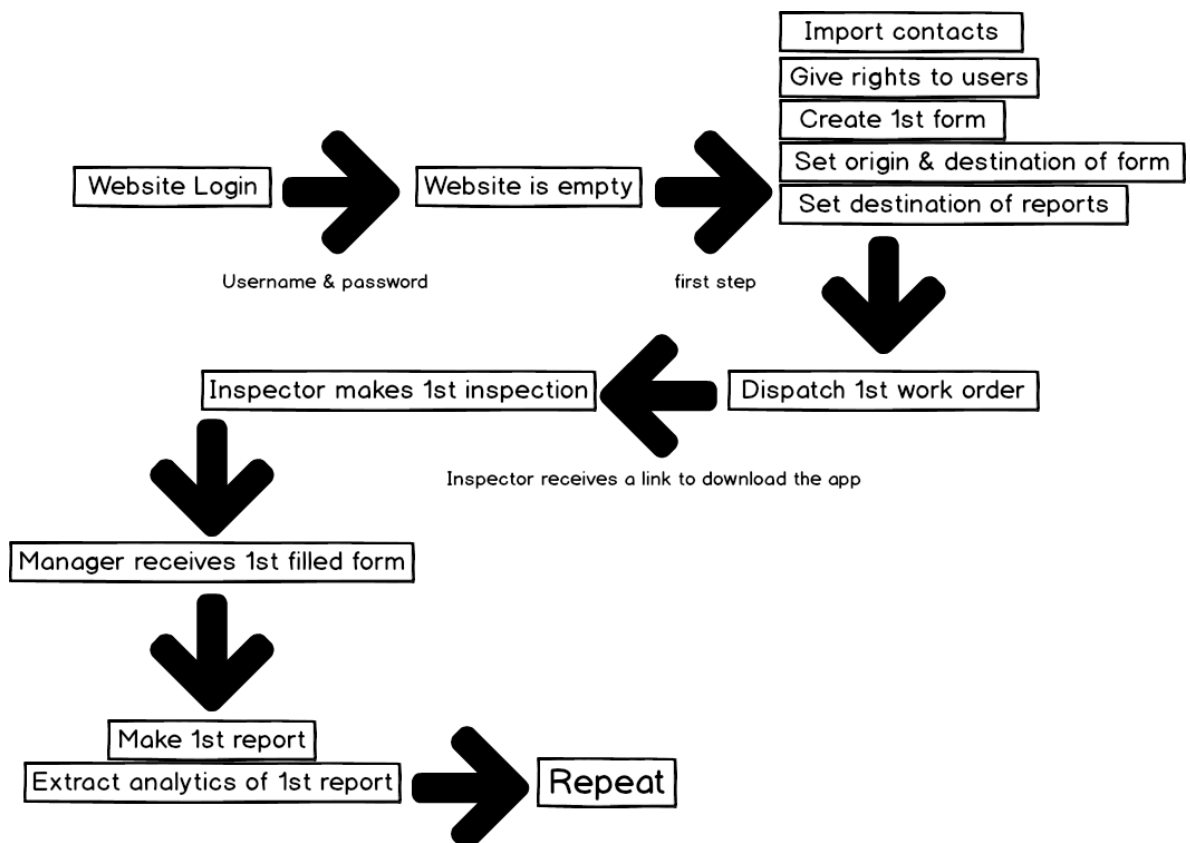 Import contacts
Give rights to users
Create 1st form
Set origin & destination of form
Set destination of reports
Website Login
Website is empty
Username & password
first step
Dispatch 1st work order
Inspector makes 1st inspection
Inspector receives a link to download the app
Manager receives 1st filled form
Make 1st report
Extract analytics of 1st report
Repeat